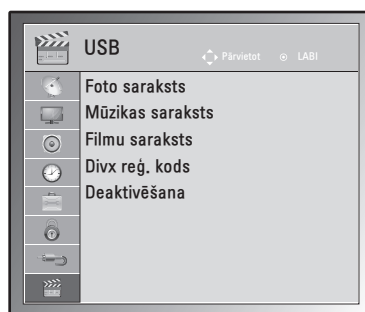 USB
Pārvietot LABI
Foto saraksts
Mūzikas saraksts
Filmu saraksts
Divx reģ. kods
Deaktivēšana